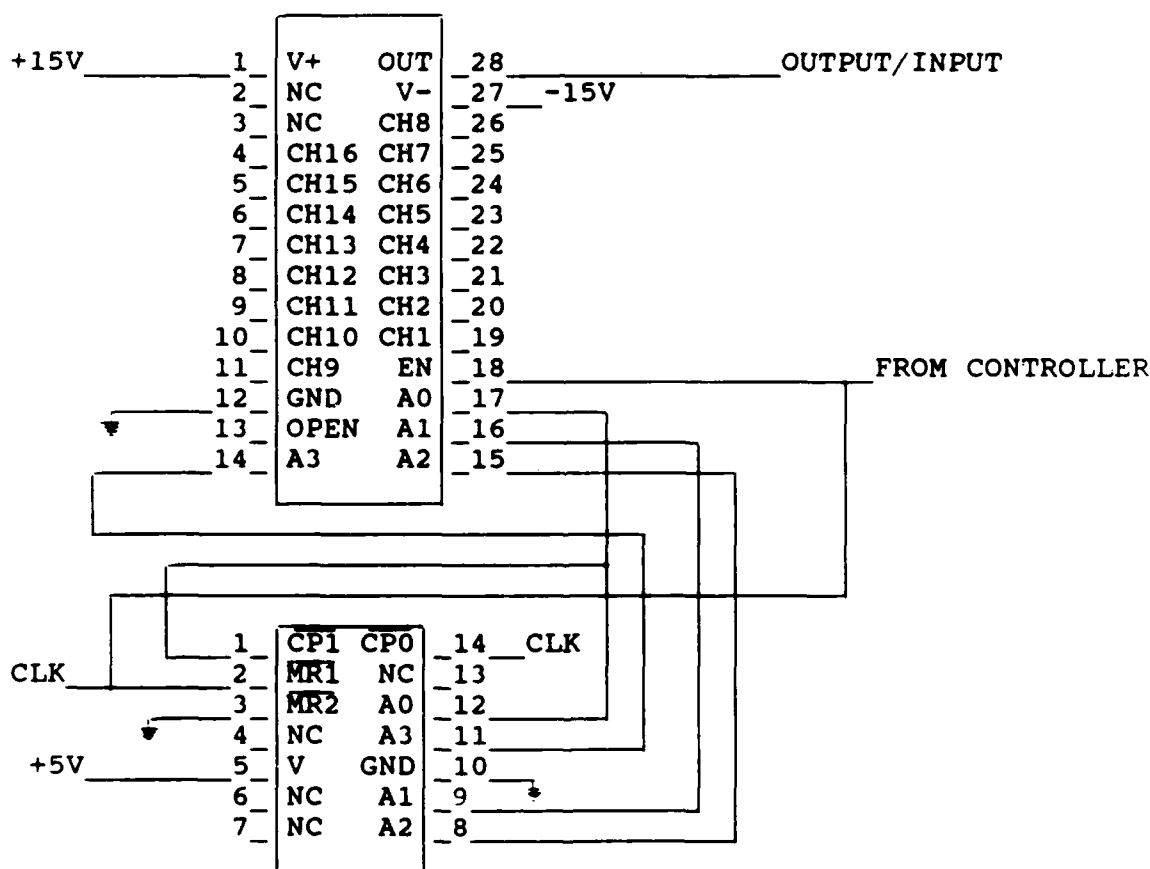 +15V 1 V+ OUT 28 OUTPUT/INPUT
2 NC V- 27 -15V
3 NC CH8 26
4 CH16 CH7 25
5 CH15 CH6 24
6 CH14 CH5 23
7 CH13 CH4 22
8 CH12 CH3 21
9 CH11 CH2 20
10 CH10 CH1 19
11 CH9 EN 18 FROM CONTROLLER
12 GND A0 17
13 OPEN A1 16
14 A3 A2 15
1 CP1 CP0 14 CLK
CLK 2 MR1 NC 13
3 MR2 A0 12
4 NC A3 11
+5V 5 V GND 10
6 NC A1 9
7 NC A2 8